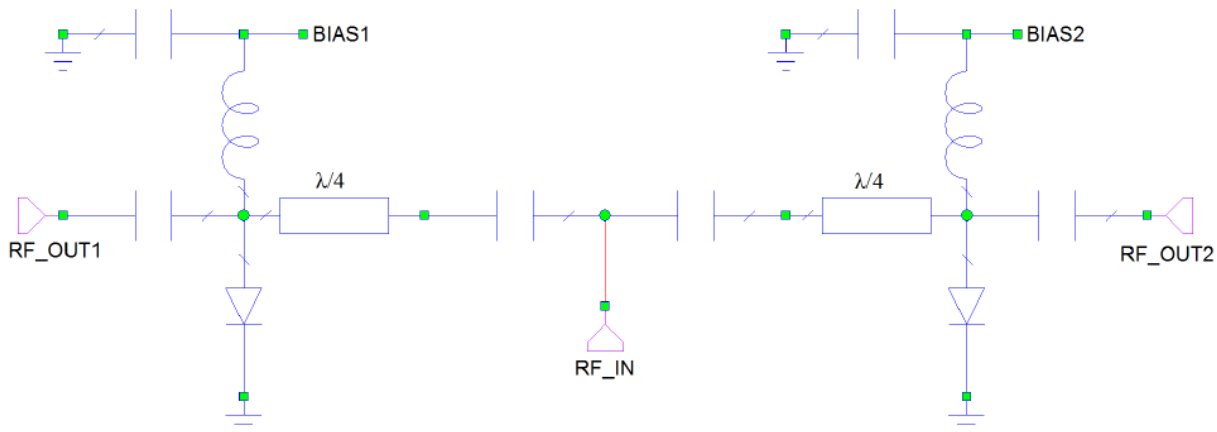 BIAS1
BIAS2
λ/4
λ/4
RF_OUT1
RF_OUT2
RF_IN